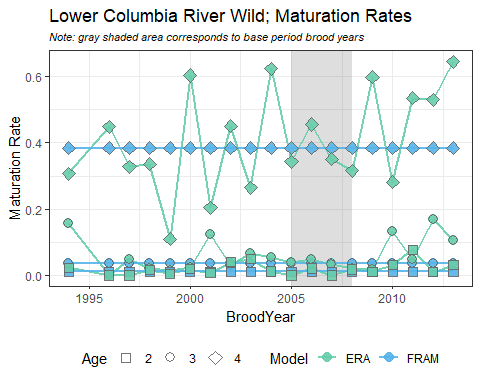 Lower Columbia River Wild; Maturation Rates
Note: gray shaded area corresponds to base period brood years
Maturation Rate
0.6
0.4
0.2
0.0
1995 2000 2005 2010
BroodYear
Age 2 3 4 Model ERA FRAM